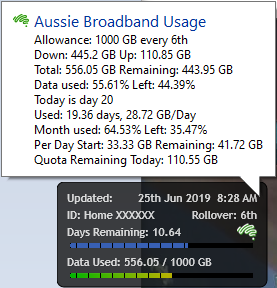 Aussie Broadband Usage
Allowance: 1000 GB every 6th
Down: 445.2 GB Up: 110.85 GB
Total: 556.05 GB Remaining: 443.95 GB
Data used: 55.61% Left: 44.39%
Today is day 20
Used: 19.36 days, 28.72 GB/Day
Month used: 64.53% Left: 35.47%
Per Day Start: 33.33 GB Remaining: 41.72 GB
Quota Remaining Today: 110.55 GB
Updated: 25th Jun 2019 8:28 AM
ID: Home XXXXXX Rollover: 6th
Days Remaining: 10.64
Data Used: 556.05 / 1000 GB